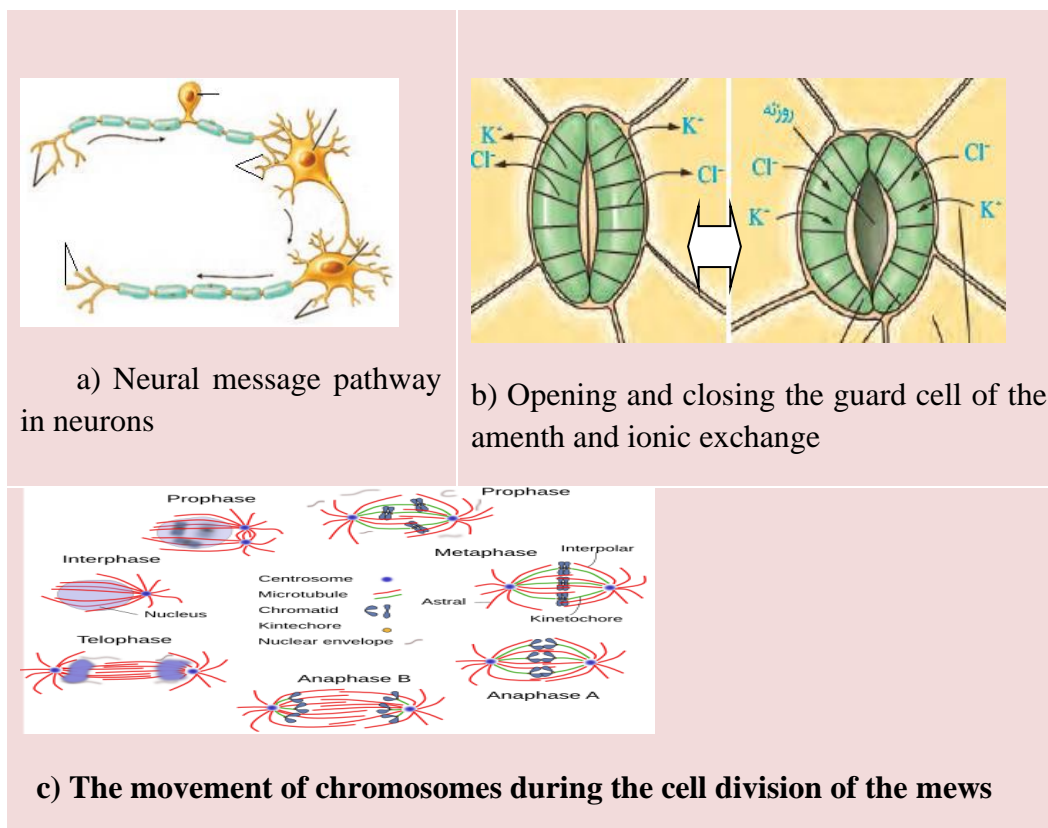 K⁺
Cl⁻
K⁺
Cl⁻
روزنه
Cl⁻
K⁺
Cl⁻
K⁺
a) Neural message pathway
in neurons
b) Opening and closing the guard cell of the
amenth and ionic exchange
Prophase
Prophase
Interphase
Nucleus
Metaphase
Interpolar
Astral
Kinetochore
Centrosome
Microtubule
Chromatid
Kintechore
Nuclear envelope
Telophase
Anaphase B
Anaphase A
c) The movement of chromosomes during the cell division of the mews